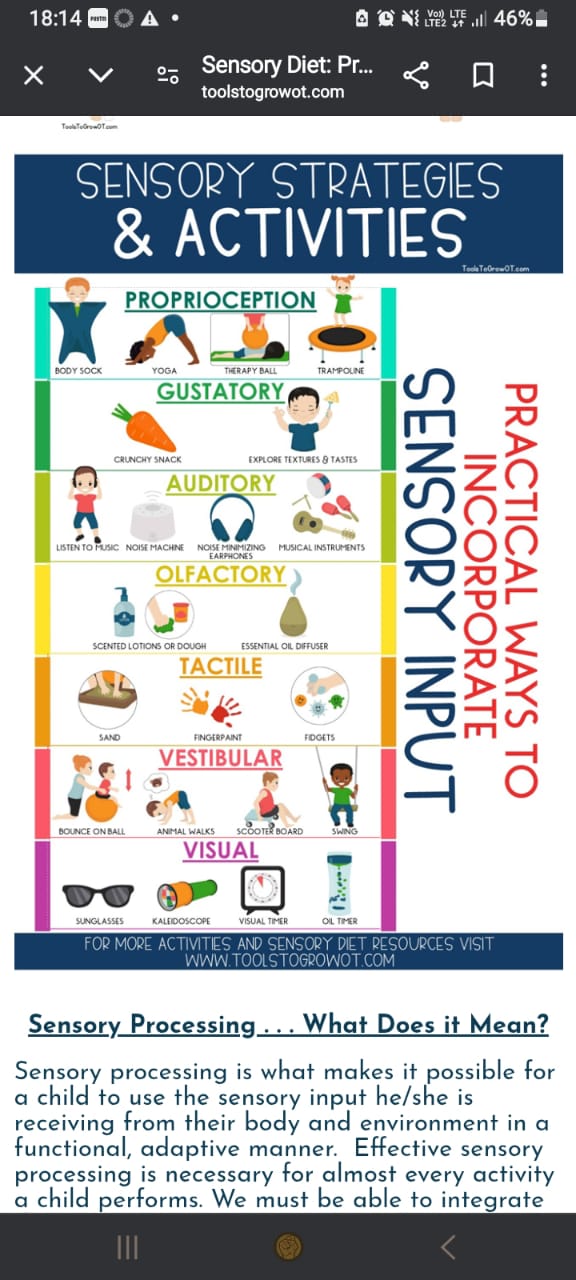 18:14
Paytm
Vo)) LTE
LTE2
46%
Sensory Diet: Pr...
toolstogrowot.com
ToolsToGrowOT.com
SENSORY STRATEGIES
& ACTIVITIES
ToolsToGrowOT.com
PROPRIOCEPTION
BODY SOCK
YOGA
THERAPY BALL
TRAMPOLINE
GUSTATORY
CRUNCHY SNACK
EXPLORE TEXTURES & TASTES
AUDITORY
LISTEN TO MUSIC
NOISE MACHINE
NOISE MINIMIZING
EARPHONES
MUSICAL INSTRUMENTS
OLFACTORY
SCENTED LOTIONS OR DOUGH
ESSENTIAL OIL DIFFUSER
TACTILE
SAND
FINGERPAINT
FIDGETS
VESTIBULAR
BOUNCE ON BALL
ANIMAL WALKS
SCOOTER BOARD
SWING
VISUAL
SUNGLASSES
KALEIDOSCOPE
VISUAL TIMER
OIL TIMER
PRACTICAL WAYS TO
INCORPORATE
SENSORY INPUT
FOR MORE ACTIVITIES AND SENSORY DIET RESOURCES VISIT
WWW.TOOLSTOGROWOT.COM
Sensory Processing . . . What Does it Mean?
Sensory processing is what makes it possible for
a child to use the sensory input he/she is
receiving from their body and environment in a
functional, adaptive manner.  Effective sensory
processing is necessary for almost every activity
a child performs. We must be able to integrate